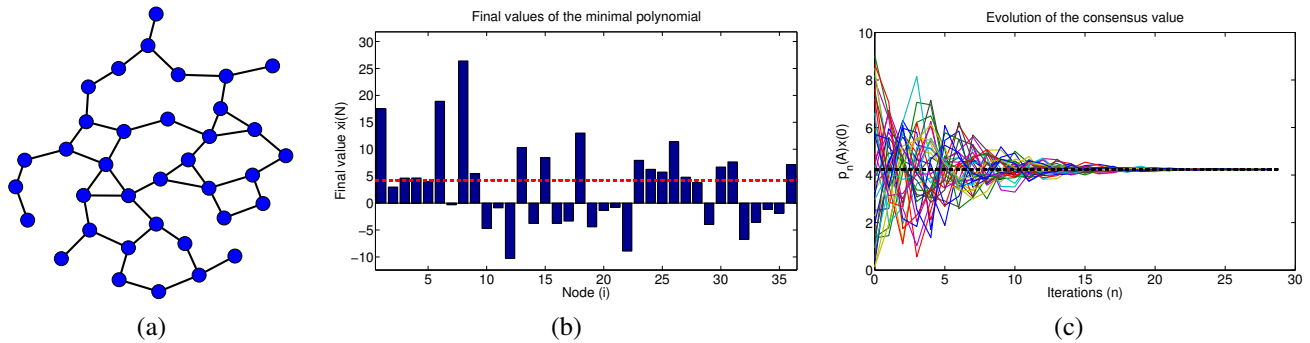 Final values of the minimal polynomial
Final value xi(N)
30
25
20
15
10
5
0
−5
−10
5 10 15 20 25 30 35
Node (i)
Evolution of the consensus value
p_n(A)x(0)
10
8
6
4
2
0
0 5 10 15 20 25 30
Iterations (n)
(a) (b) (c)